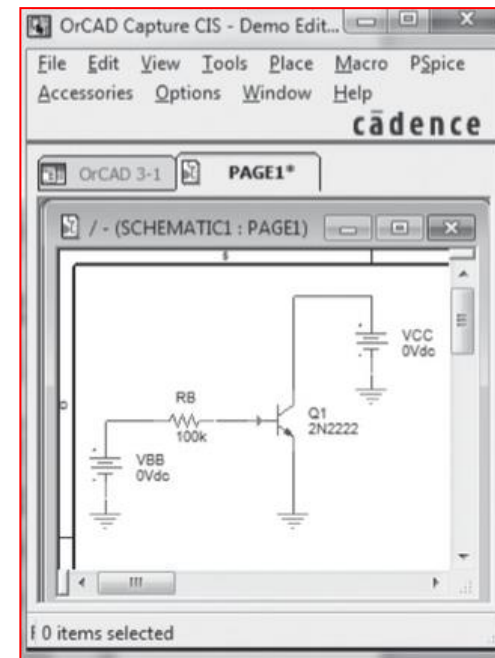 OrCAD Capture CIS - Demo Edit...
File Edit View Tools Place Macro PSpice
Accessories Options Window Help
cādence
OrCAD 3-1 PAGE1*
/ - (SCHEMATIC1 : PAGE1)
5
VCC
0Vdc
RB
100k
Q1
2N2222
VBB
0Vdc
D
0 items selected